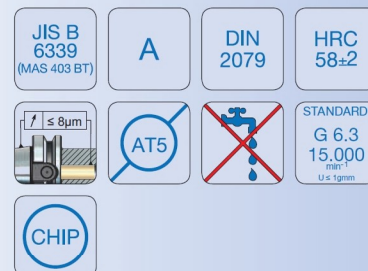 JIS B
6339
(MAS 403 BT)
A
DIN
2079
HRC
58±2
≤ 8µm
AT5
STANDARD
G 6.3
15.000
min⁻¹
U ≤ 1gmm
CHIP